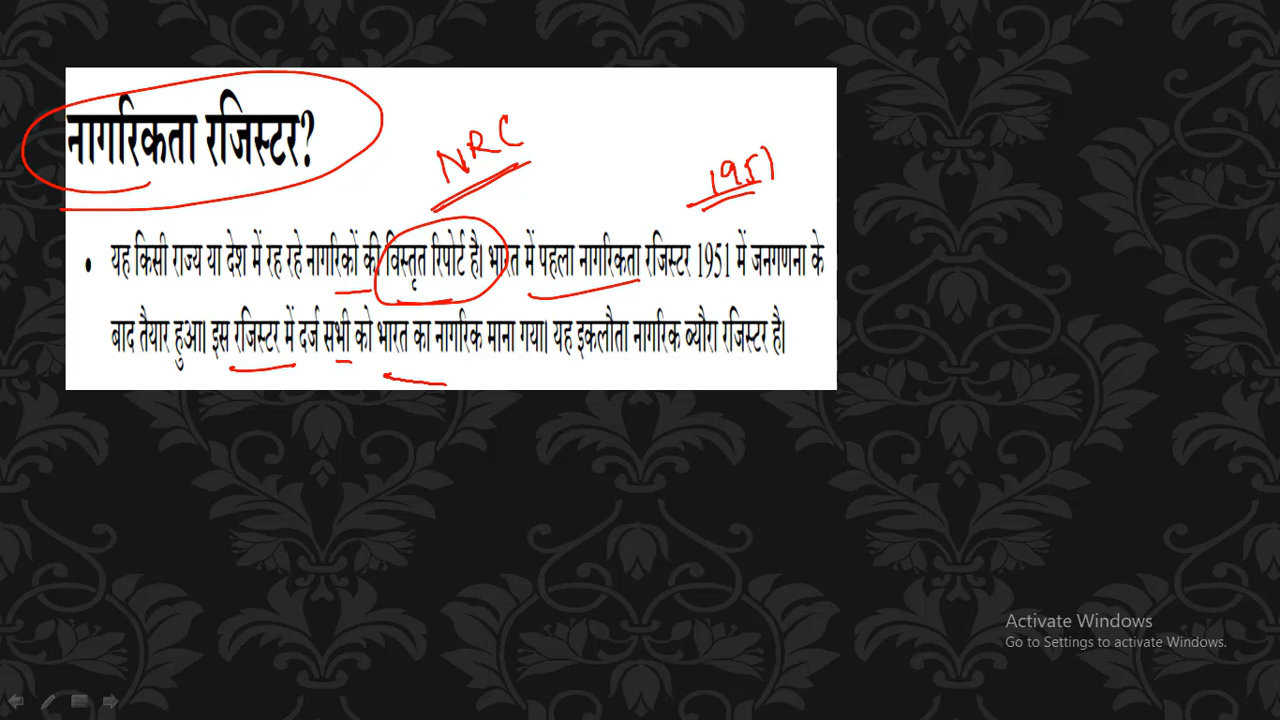 नागरिकता रजिस्टर?
NRC
1951
• यह किसी राज्य या देश में रह रहे नागरिकों की विस्तृत रिपोर्ट है। भारत में पहला नागरिकता रजिस्टर 1951 में जनगणना के
बाद तैयार हुआ। इस रजिस्टर में दर्ज सभी को भारत का नागरिक माना गया। यह इकलौता नागरिक ब्यौरा रजिस्टर है।
Activate Windows
Go to Settings to activate Windows.